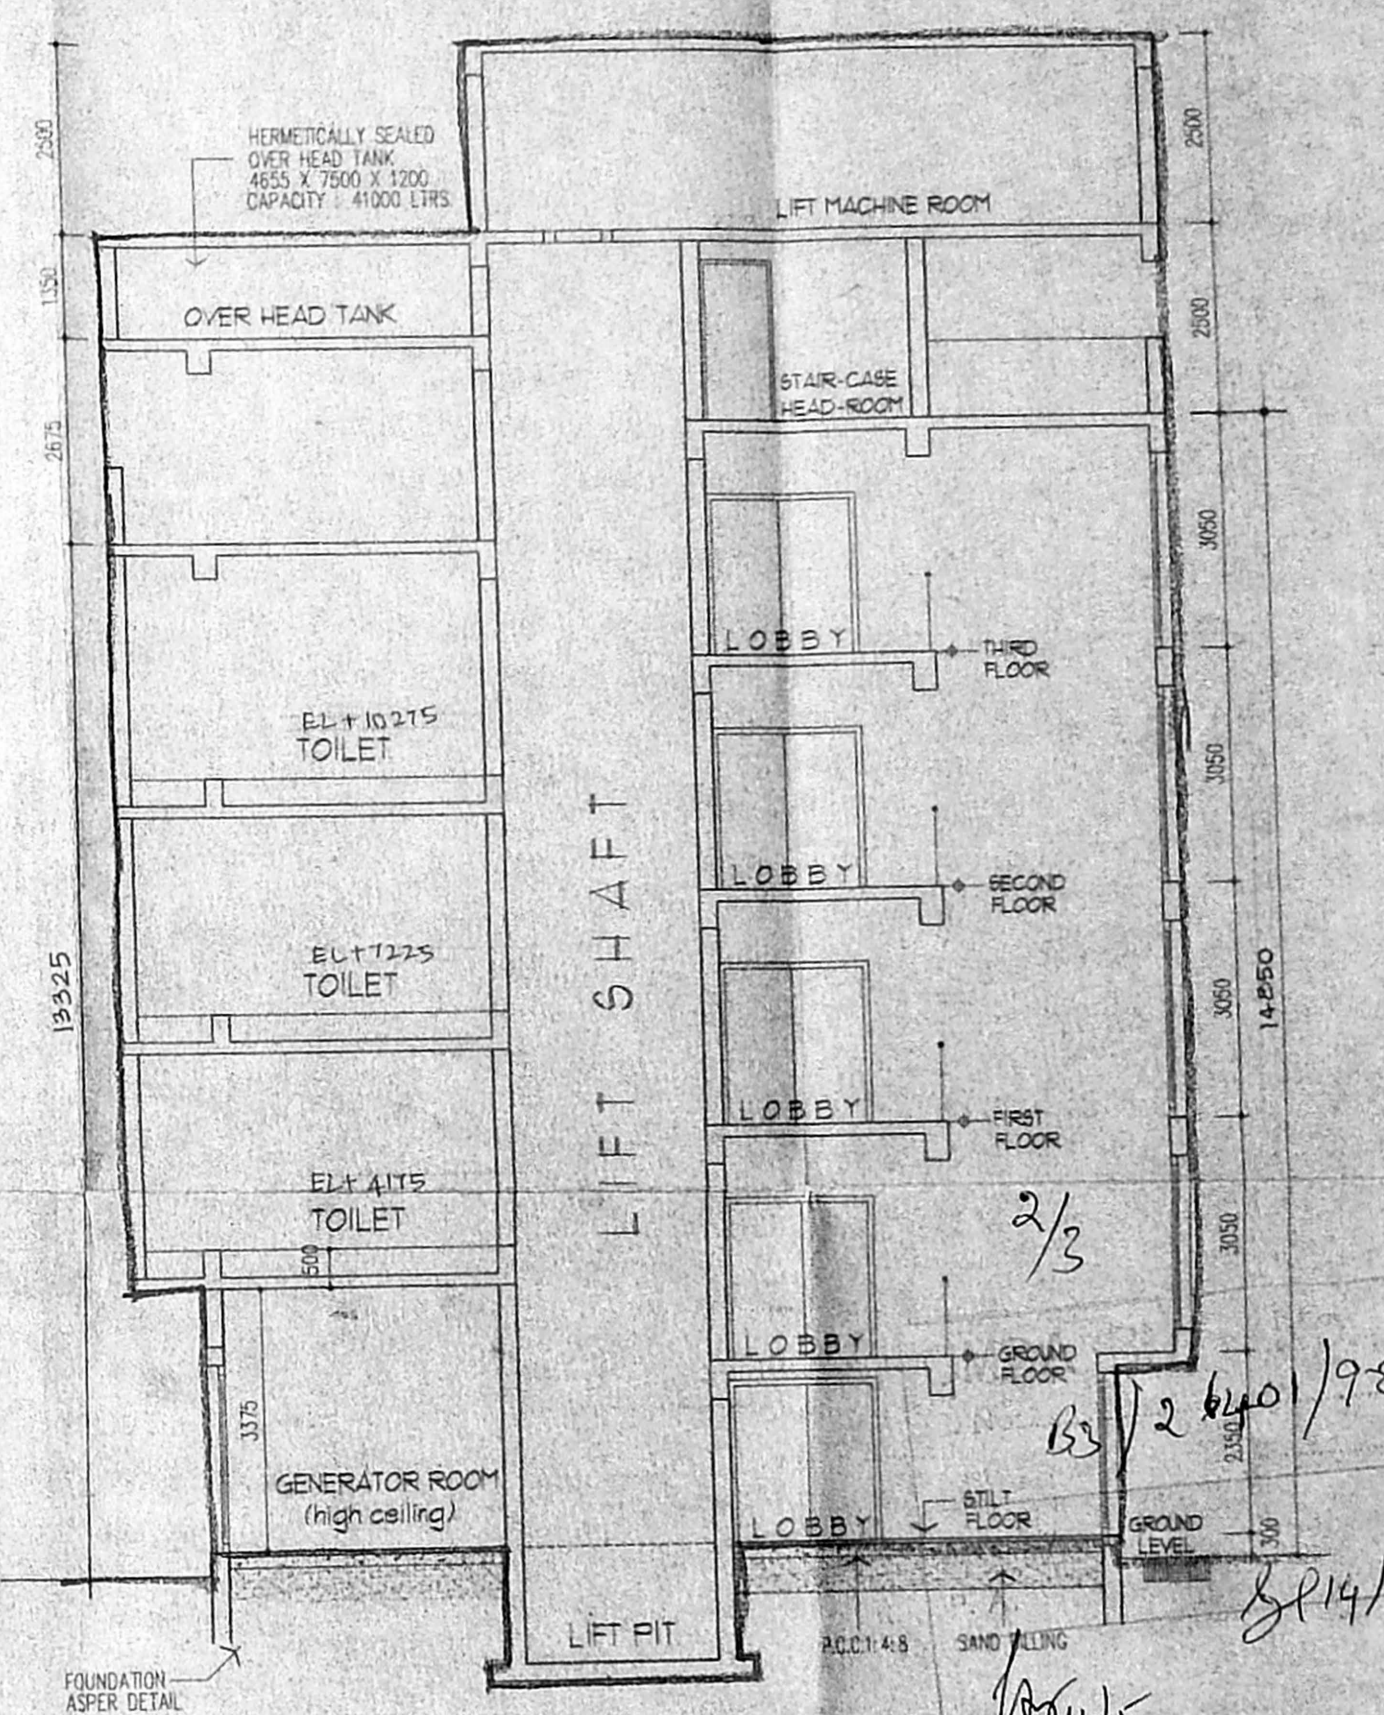 2500
HERMETICALLY SEALED
OVER HEAD TANK
4655 X 7500 X 1200
CAPACITY : 41000 LTRS.
2500
LIFT MACHINE ROOM
1350
OVER HEAD TANK
2500
STAIR-CASE
HEAD-ROOM
2675
3050
LOBBY
THIRD
FLOOR
EL+10275
TOILET
3050
LOBBY
SECOND
FLOOR
EL+7225
TOILET
LIFT SHAFT
13325
3050
14850
LOBBY
FIRST
FLOOR
EL+4175
TOILET
500
2/3
3050
LOBBY
GROUND
FLOOR
3375
B3
2350
GENERATOR ROOM
(high ceiling)
STILT
FLOOR
LOBBY
GROUND
LEVEL
300
LIFT PIT
P.C.C.1:4:8
SAND FILLING
FOUNDATION
ASPER DETAIL